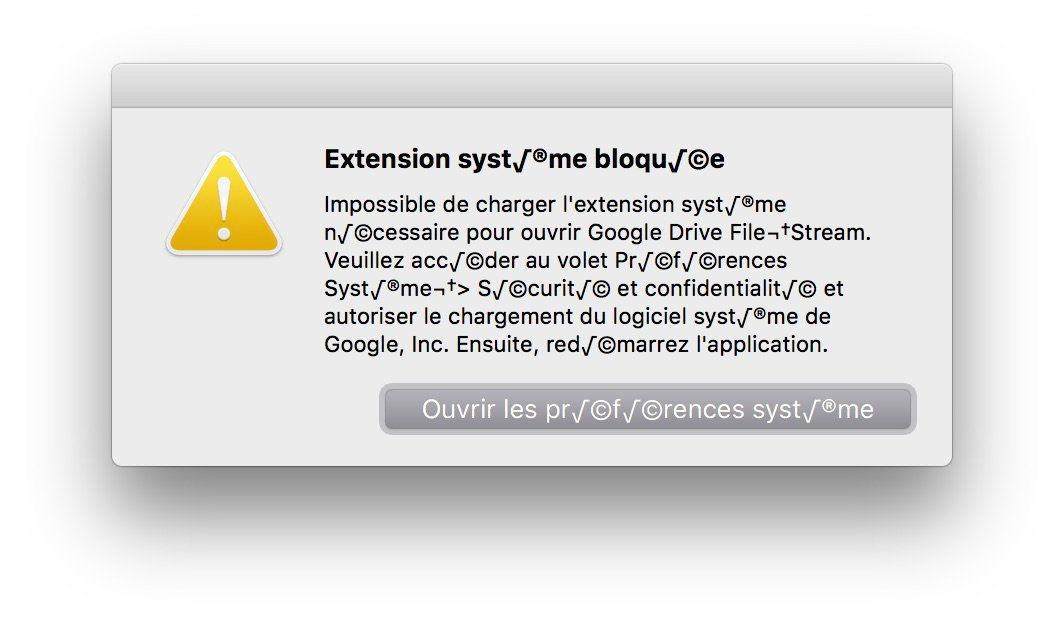 Extension syst√®me bloqu√©e
Impossible de charger l'extension syst√®me
n√©cessaire pour ouvrir Google Drive File¬†Stream.
Veuillez acc√©der au volet Pr√©f√©rences
Syst√®me¬†> S√©curit√© et confidentialit√© et
autoriser le chargement du logiciel syst√®me de
Google, Inc. Ensuite, red√©marrez l'application.
Ouvrir les pr√©f√©rences syst√®me